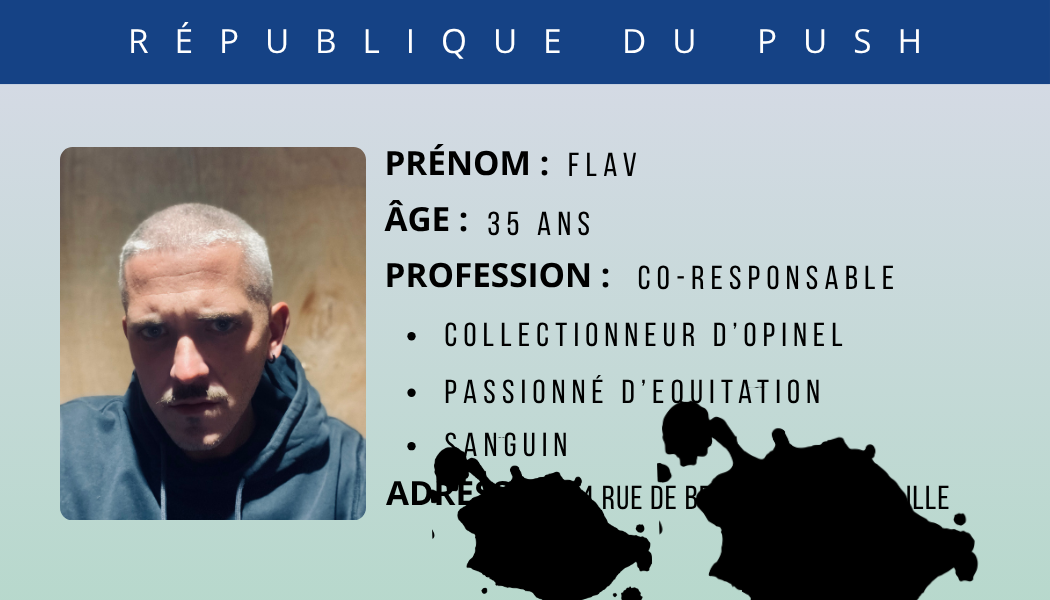 RÉPUBLIQUE DU PUSH
PRÉNOM : FLAV
ÂGE : 35 ANS
PROFESSION : CO-RESPONSABLE
• COLLECTIONNEUR D’OPINEL
• PASSIONNÉ D’EQUITATION
• SANGUIN
RUE DE